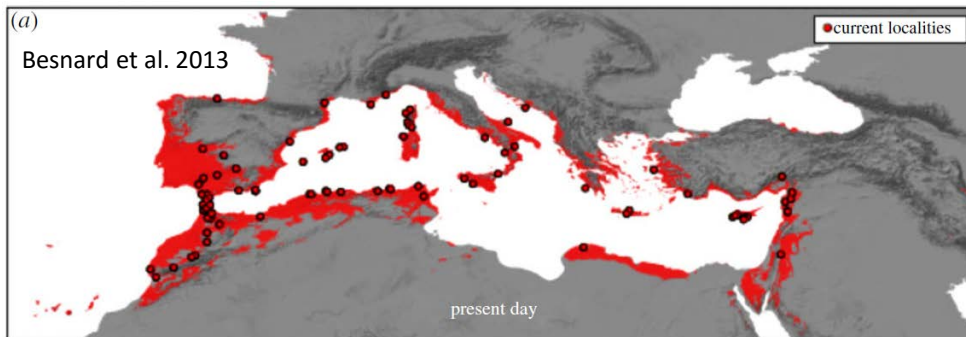 (a)
current localities
Besnard et al. 2013
present day